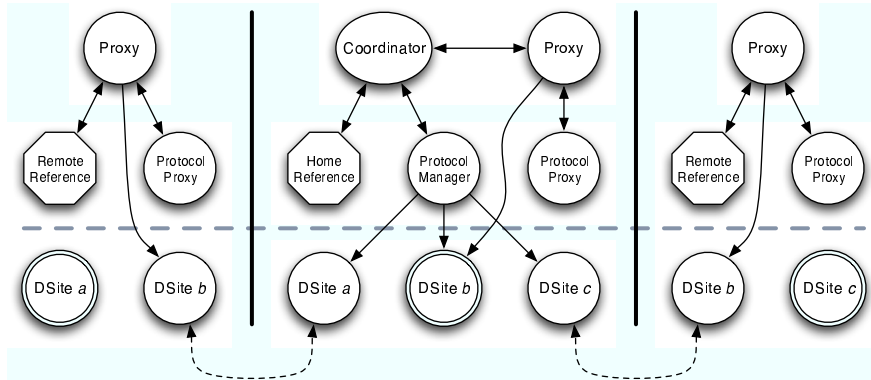 Proxy
Coordinator
Proxy
Proxy
Remote
Reference
Protocol
Proxy
Home
Reference
Protocol
Manager
Protocol
Proxy
Remote
Reference
Protocol
Proxy
DSite a
DSite b
DSite a
DSite b
DSite c
DSite b
DSite c